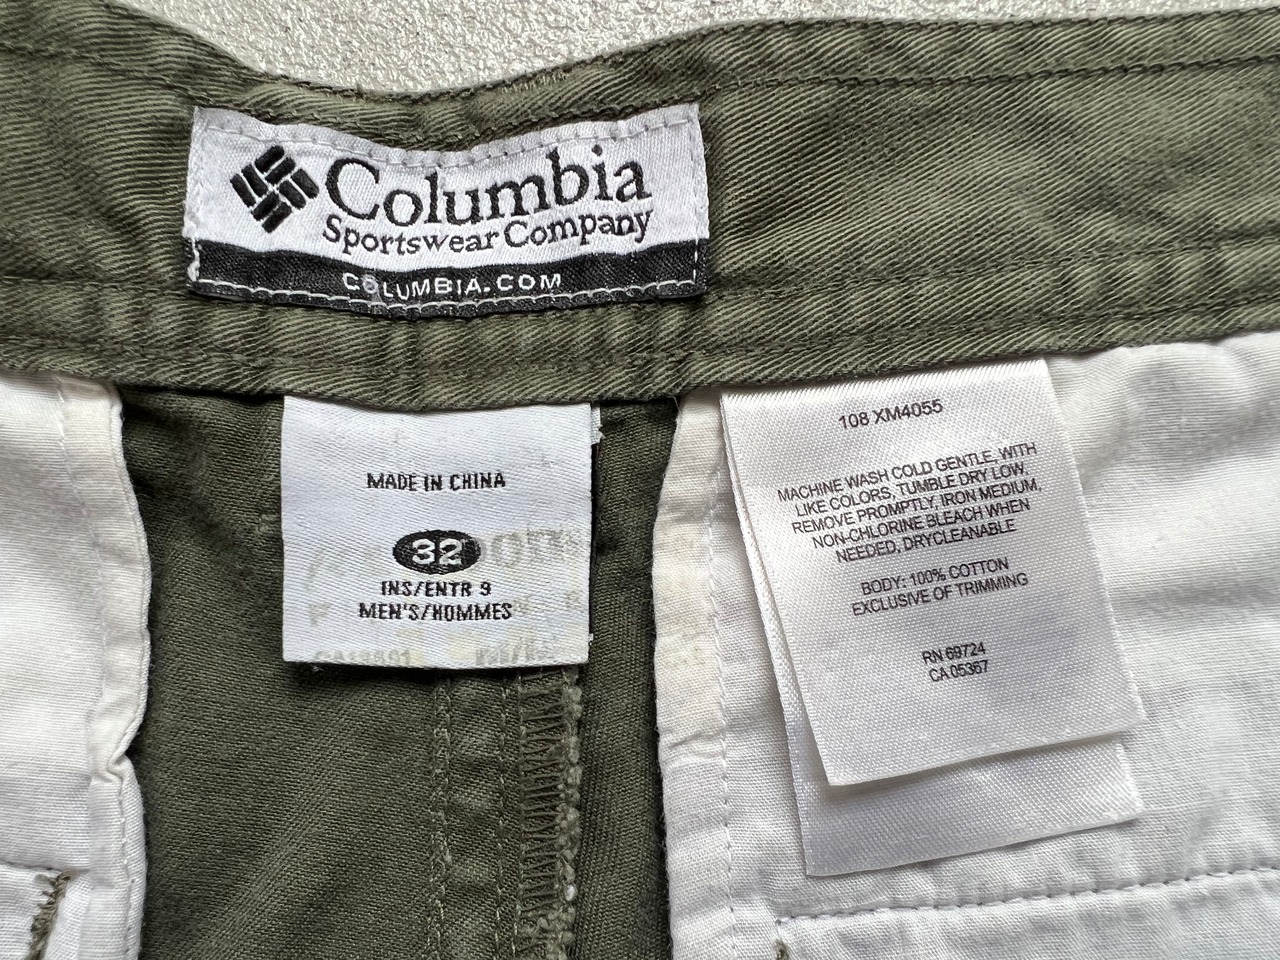 Columbia
Sportswear Company
COLUMBIA.COM
MADE IN CHINA
32
INS/ENTR 9
MEN'S/HOMMES
108 XM4055
MACHINE WASH COLD GENTLE, WITH
LIKE COLORS, TUMBLE DRY LOW,
REMOVE PROMPTLY, IRON MEDIUM,
NON-CHLORINE BLEACH WHEN
NEEDED, DRYCLEANABLE
BODY: 100% COTTON
EXCLUSIVE OF TRIMMING
RN 69724
CA 05367